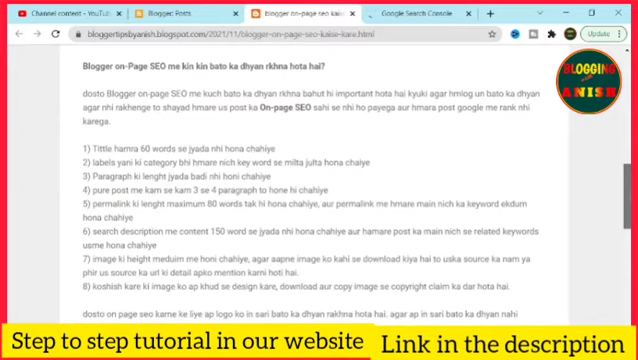 Channel content - YouTu
Blogger: Posts
blogger on-page seo kaise
Google Search Console
bloggertipsbyanish.blogspot.com/2021/11/blogger-on-page-seo-kaise-kare.html
Update
BLOGGING
WITH
ANISH
Blogger on-Page SEO me kin kin bato ka dhyan rkhna hota hai?
dosto Blogger on-page SEO me kuch bato ka dhyan rkhna bahut hi important hota hai kyuki agar hmlog un bato ka dhyan
agar nhi rakhenge to shayad hmare us post ka On-page SEO sahi se nhi ho payega aur hmara post google me rank nhi
karega.
1) Tittle hamra 60 words se jyada nhi hona chahiye
2) labels yani ki category bhi hmare nich key word se milta julta hona chaiye
3) Paragraph ki lenght jyada badi nhi honi chaiye
4) pure post me kam se kam 3 se 4 paragraph to hone hi chahiye
5) permalink ki lenght maximum 80 words tak hi hona chahiye, aur permalink me hmare main nich ka keyword ekdum
hona chahiye
6) search description me content 150 word se jyada nhi hona chahiye aur hamare post ka main nich se related keywords
usme hona chahiye
7) image ki height meduim me honi chahiye, agar aapne image ko kahi se download kiya hai to uska source ka nam ya
phir us source ka url ki detail apko mention karni hoti hai.
8) koshish kare ki image ko ap khud se design kare, download aur copy image se copyright claim ka dar hota hai.
dosto on page seo karne ke liye ap logo ko in sari bato ka dhyan rakhna hota hai. agar ap in sari bato ka dhyan nahi
Step to step tutorial in our website
Link in the description